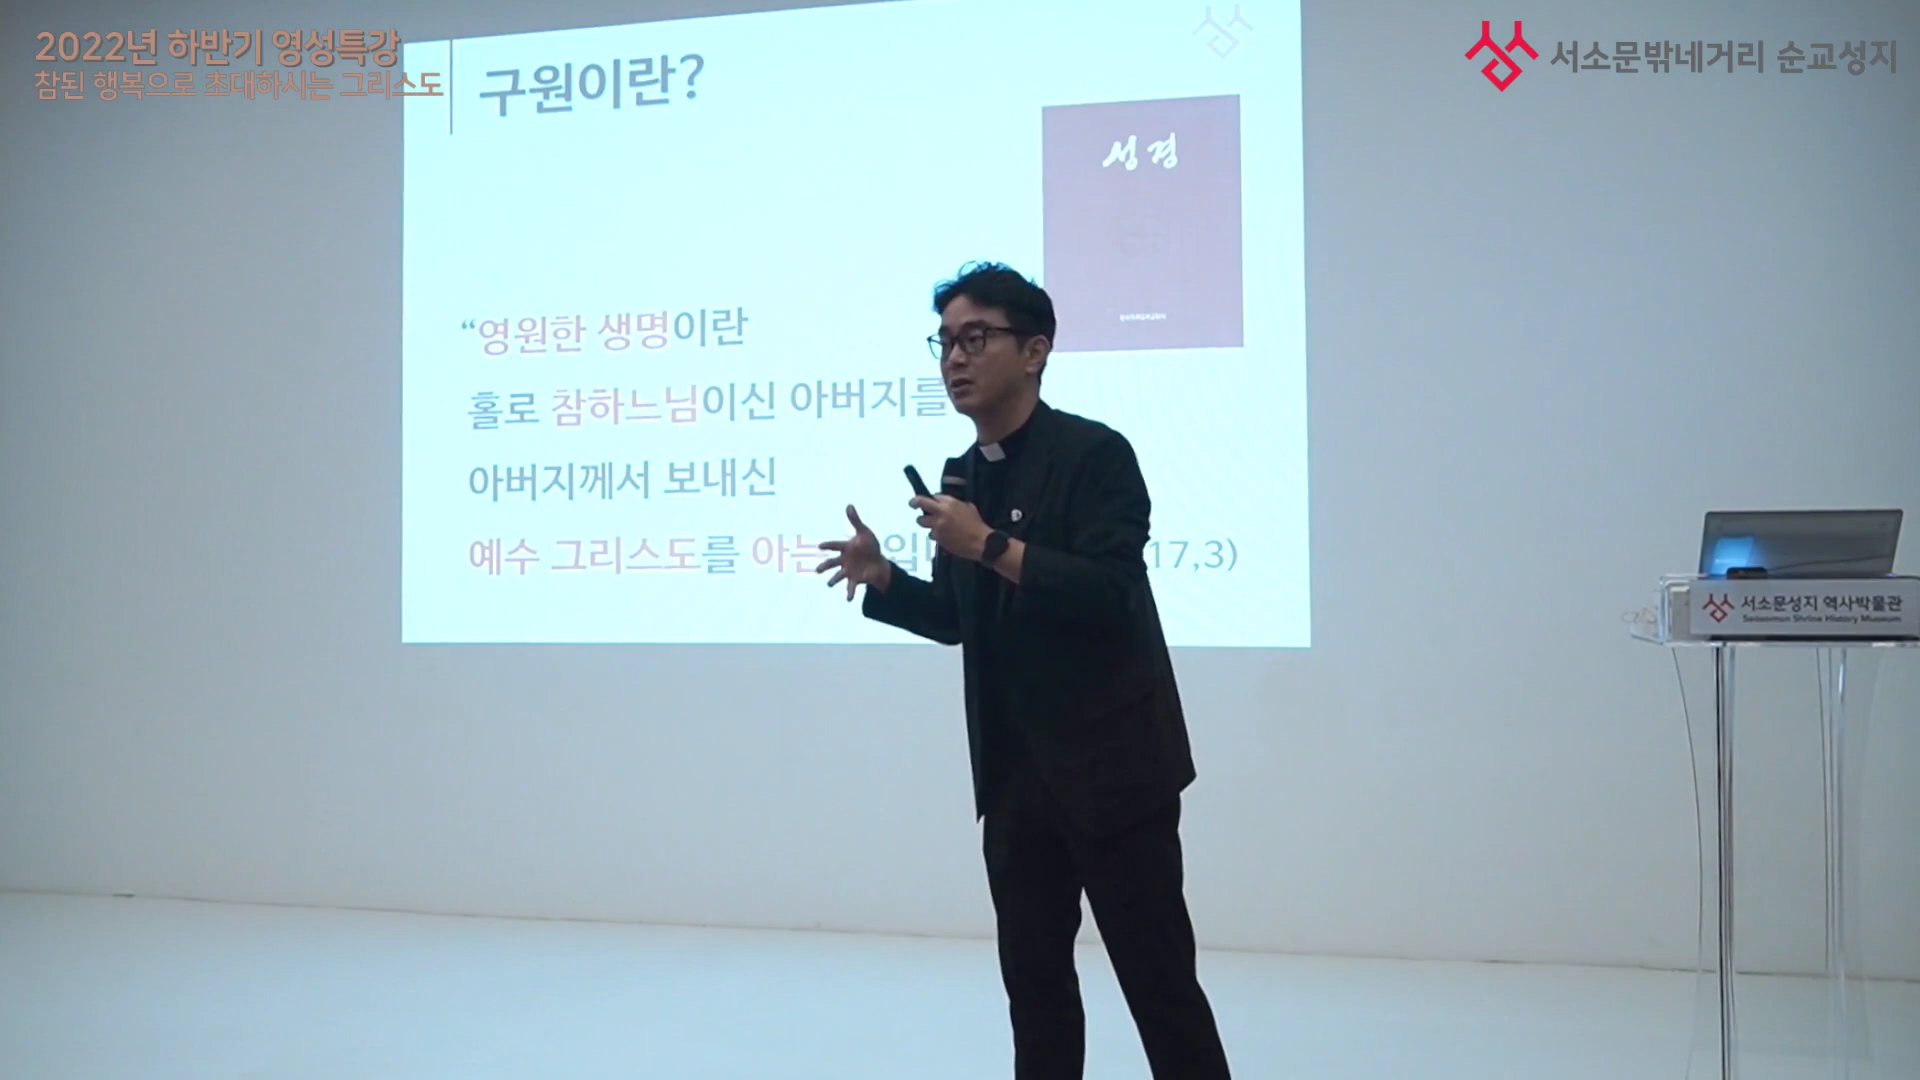 2022년 하반기 영성특강
참된 행복으로 초대하시는 그리스도
서소문밖네거리 순교성지
구원이란?
성경
“영원한 생명이란
홀로 참하느님이신 아버지를
아버지께서 보내신
예수 그리스도를 아는 입 17,3)
서소문성지 역사박물관
Seosomun Shrine History Museum